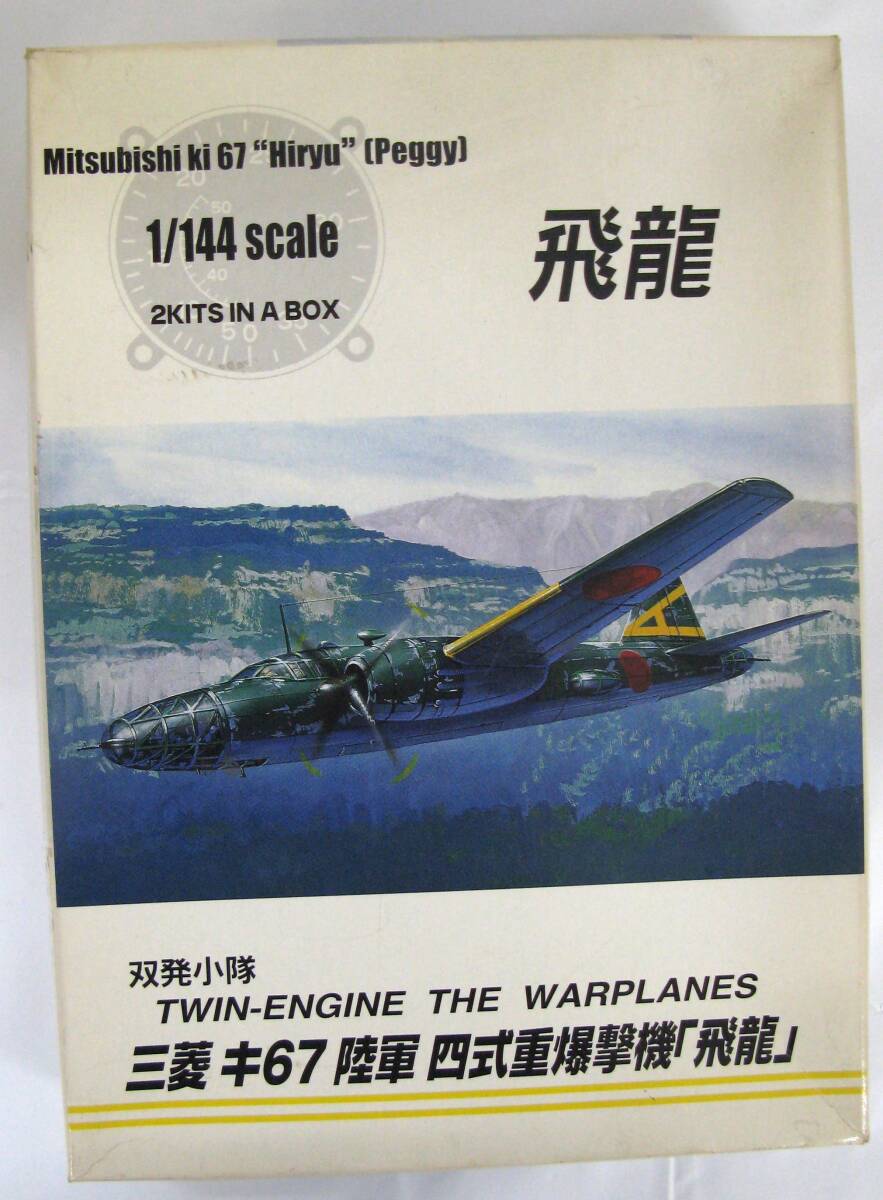 Mitsubishi ki 67 “Hiryu” (Peggy)
1/144 scale
2KITS IN A BOX
飛龍
双発小隊
TWIN-ENGINE THE WARPLANES
三菱 キ67 陸軍 四式重爆撃機「飛龍」